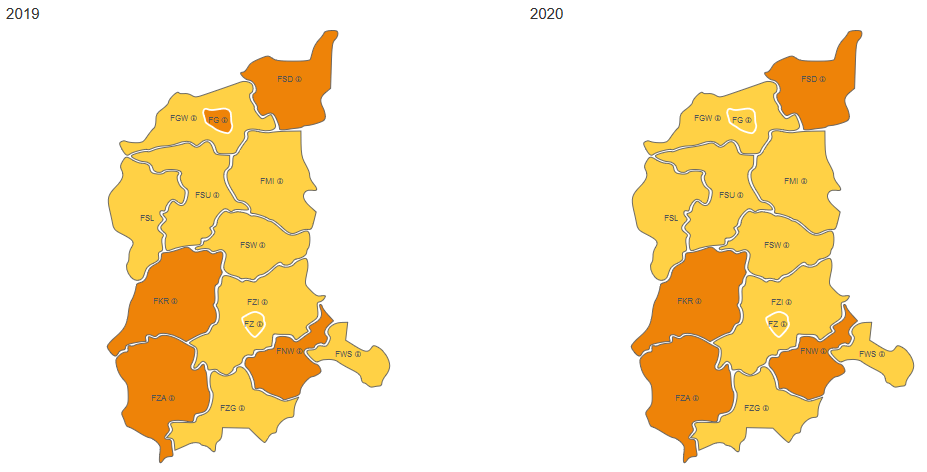 2019
2020
FSD ⓘ
FGW ⓘ
FG ⓘ
FMI ⓘ
FSU ⓘ
FSL
FSW ⓘ
FKR ⓘ
FZI ⓘ
FZ ⓘ
FNW ⓘ
FWS ⓘ
FZA ⓘ
FZG ⓘ
FSD ⓘ
FGW ⓘ
FG ⓘ
FMI ⓘ
FSU ⓘ
FSL
FSW ⓘ
FKR ⓘ
FZI ⓘ
FZ ⓘ
FNW ⓘ
FWS ⓘ
FZA ⓘ
FZG ⓘ